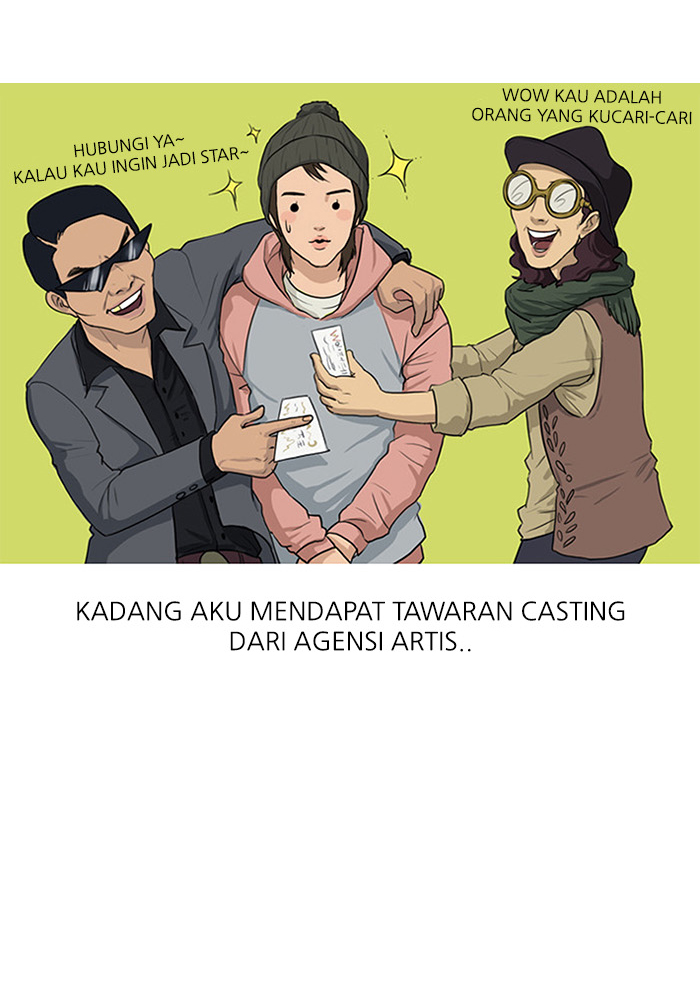 HUBUNGI YA~
KALAU KAU INGIN JADI STAR~
WOW KAU ADALAH
ORANG YANG KUCARI-CARI
KADANG AKU MENDAPAT TAWARAN CASTING
DARI AGENSI ARTIS..